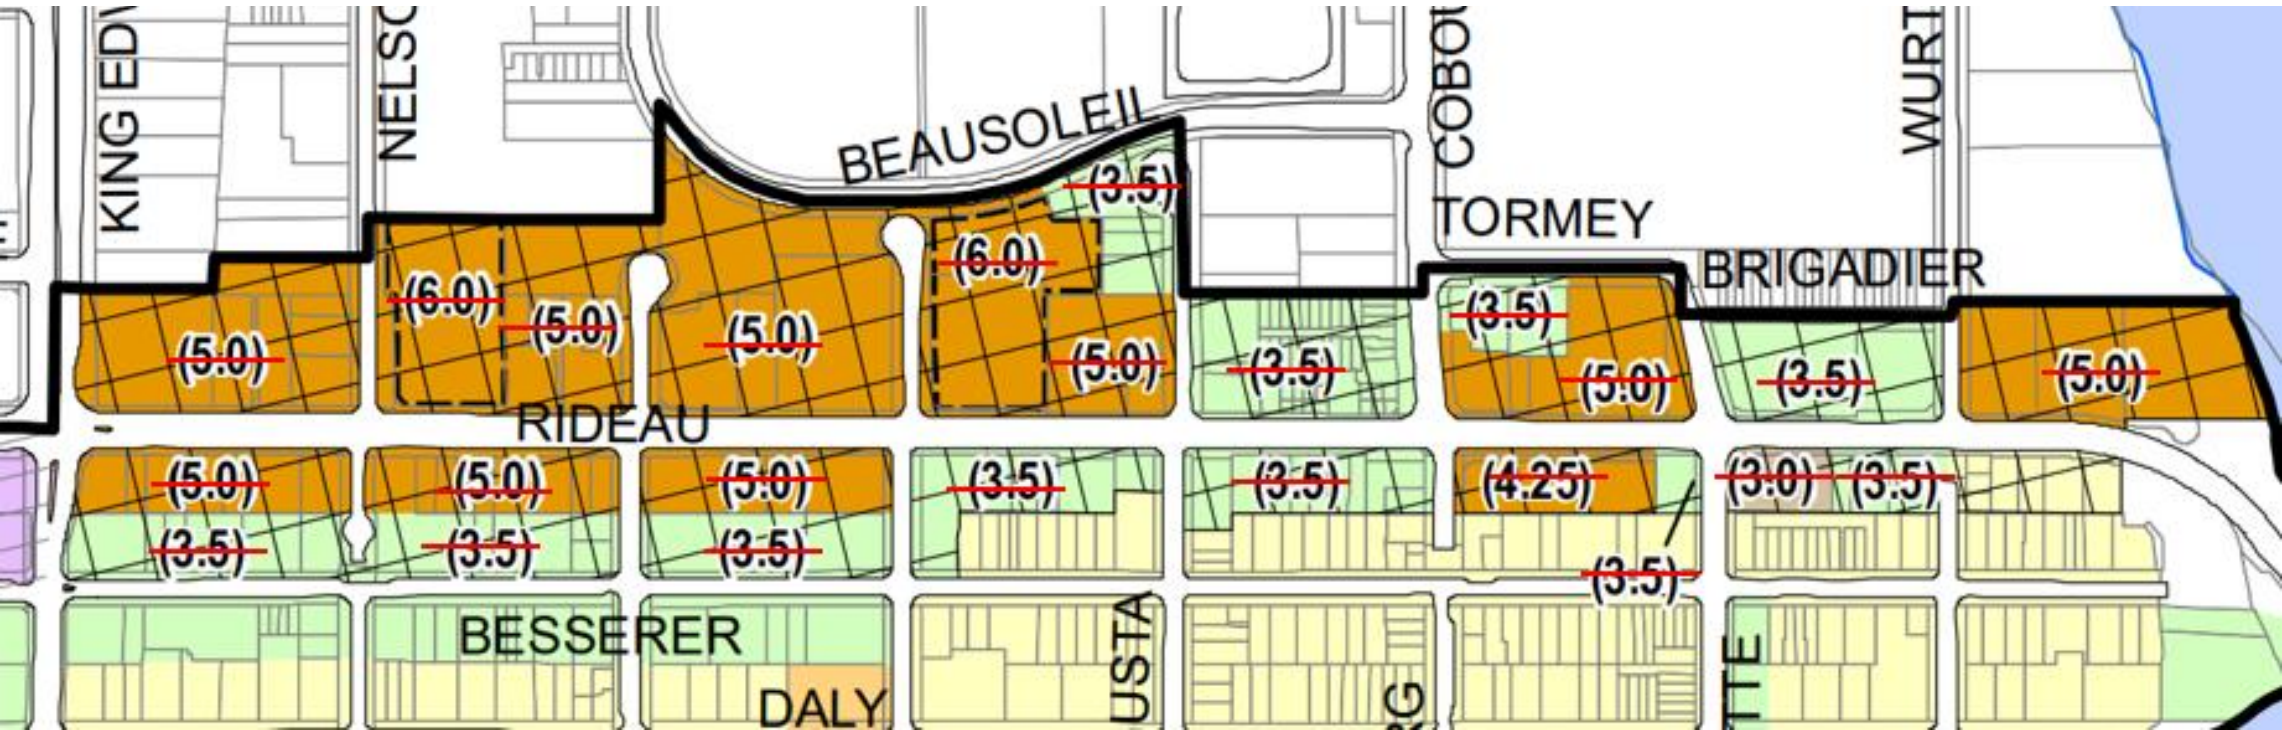 KING EDW
NELSO
BEAUSOLEIL
COBOU
WURT
TORMEY
BRIGADIER
(3.5)
(6.0)
(6.0)
(5.0)
(5.0)
(5.0)
(5.0)
(3.5)
(3.5)
(5.0)
(3.5)
(5.0)
RIDEAU
(5.0)
(5.0)
(5.0)
(3.5)
(3.5)
(4.25)
(3.0)
(3.5)
(3.5)
(3.5)
(3.5)
(3.5)
BESSERER
DALY
USTA
RG
TTE